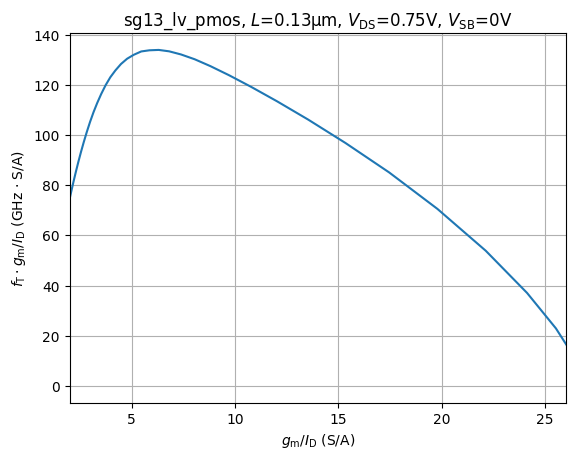 sg13_lv_pmos, L=0.13μm, V_DS=0.75V, V_SB=0V
140
120
100
80
60
40
20
0
f_T · g_m/I_D (GHz · S/A)
5 10 15 20 25
g_m/I_D (S/A)